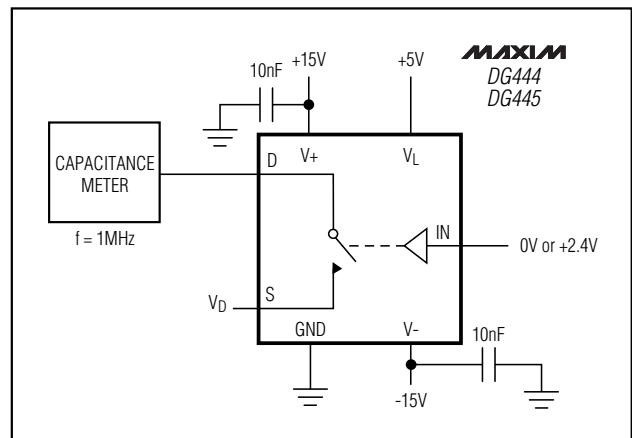 +15V
+5V
MAXIM
DG444
DG445
10nF
CAPACITANCE
METER
f = 1MHz
D
V+
VL
IN
0V or +2.4V
VD
S
GND
V-
10nF
-15V